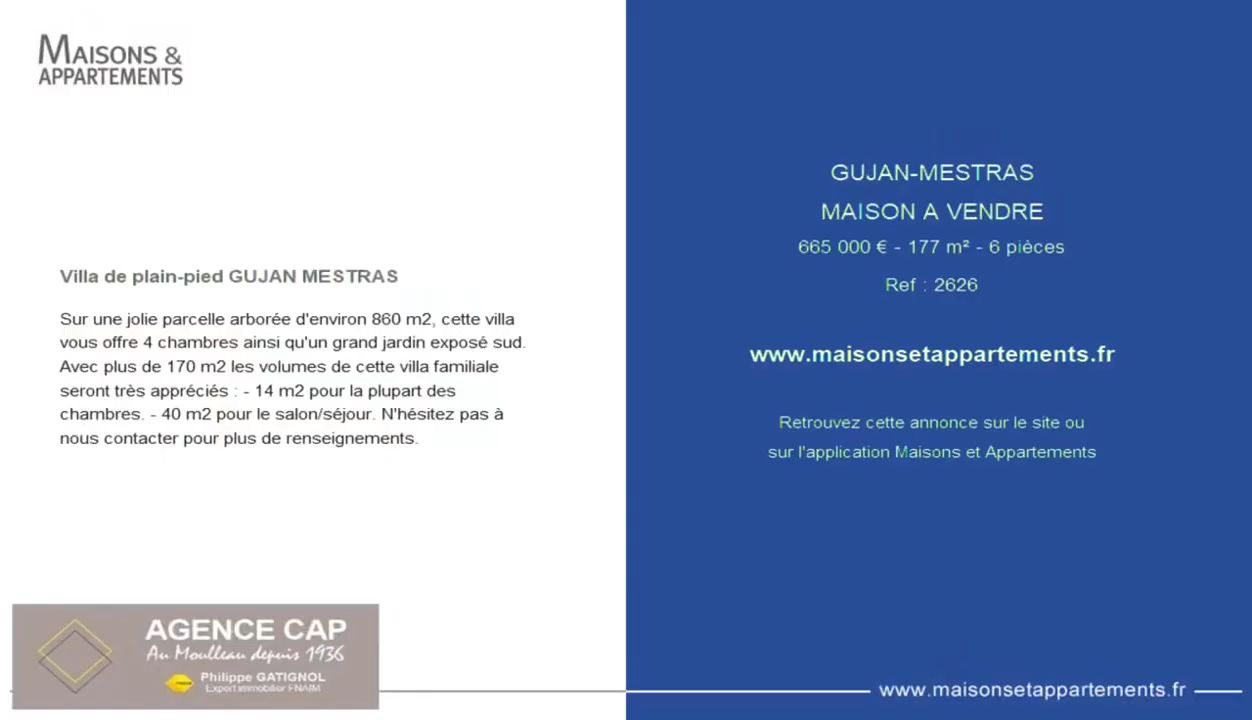 MAISONS &
APPARTEMENTS
Villa de plain-pied GUJAN MESTRAS
Sur une jolie parcelle arborée d'environ 860 m2, cette villa
vous offre 4 chambres ainsi qu'un grand jardin exposé sud.
Avec plus de 170 m2 les volumes de cette villa familiale
seront très appréciés : - 14 m2 pour la plupart des
chambres. - 40 m2 pour le salon/séjour. N'hésitez pas à
nous contacter pour plus de renseignements.
AGENCE CAP
Au Moulleau depuis 1936
Philippe GATIGNOL
Expert immobilier FNAIM
GUJAN-MESTRAS
MAISON A VENDRE
665 000 € - 177 m² - 6 pièces
Ref : 2626
www.maisonsetappartements.fr
Retrouvez cette annonce sur le site ou
sur l'application Maisons et Appartements
www.maisonsetappartements.fr